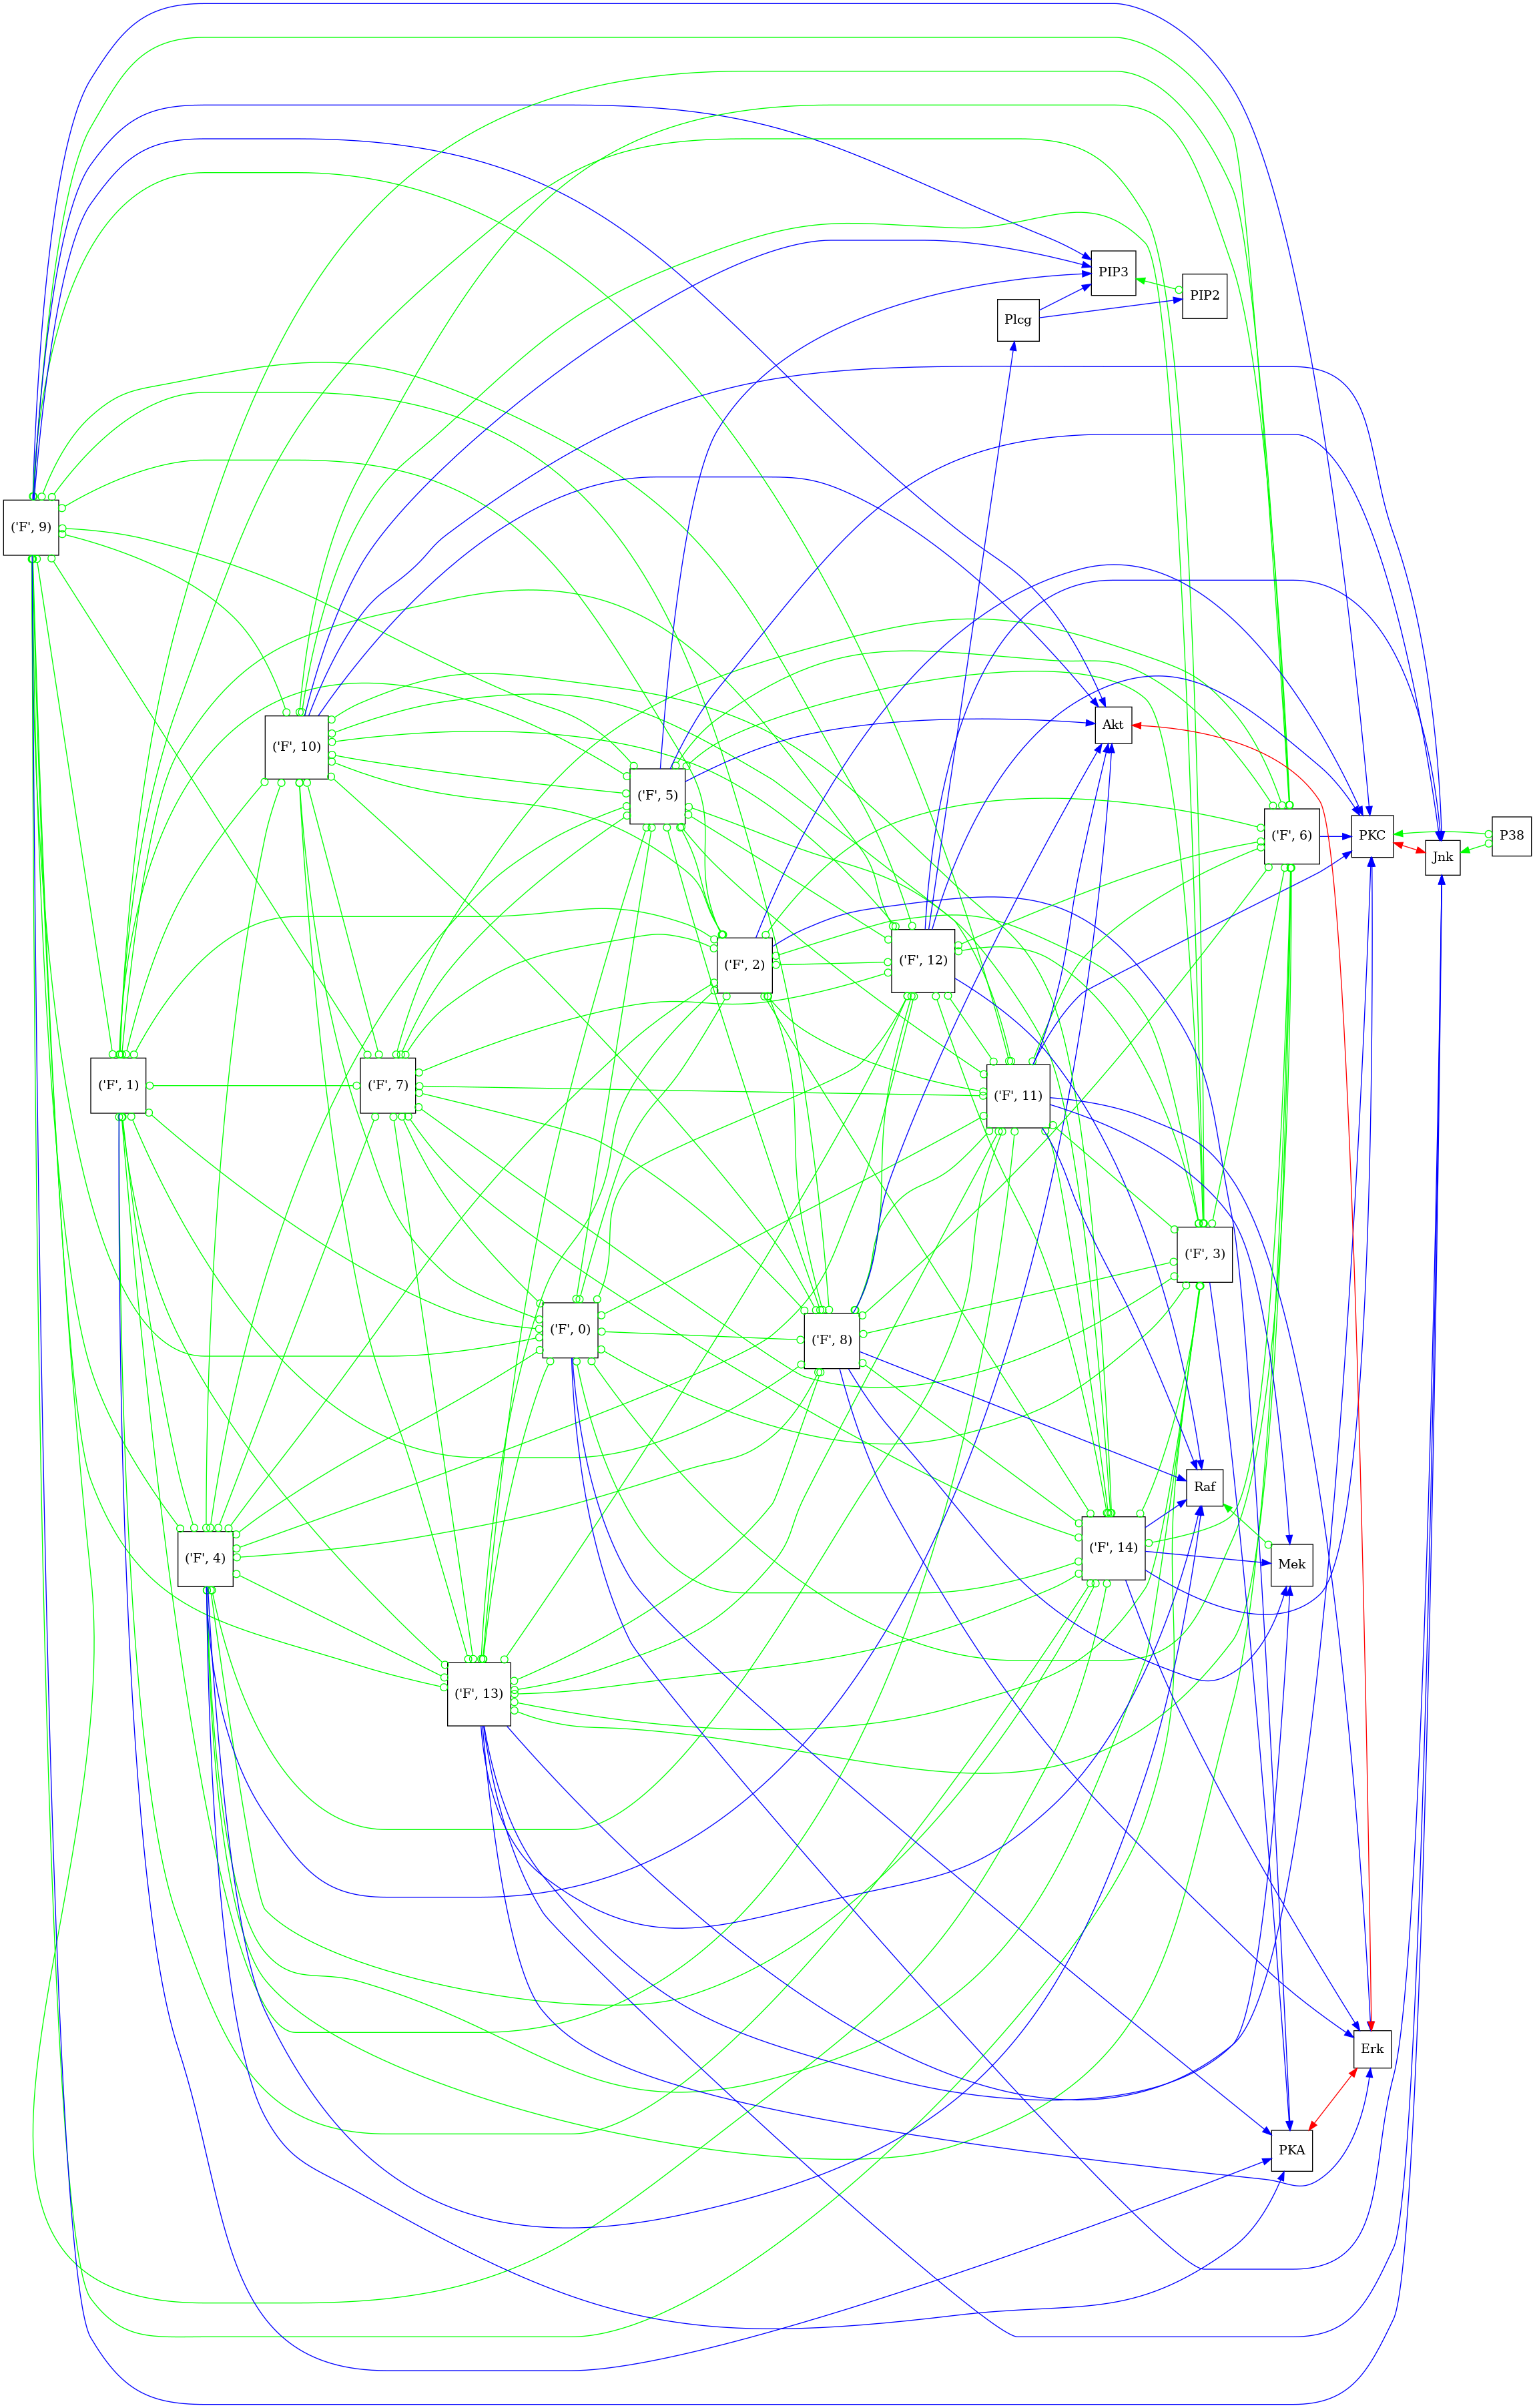 PIP3
PIP2
Plcg
('F', 9)
Akt
('F', 10)
('F', 5)
('F', 6)
PKC
P38
Jnk
('F', 2)
('F', 12)
('F', 1)
('F', 7)
('F', 11)
('F', 3)
('F', 0)
('F', 8)
Raf
('F', 4)
('F', 14)
Mek
('F', 13)
Erk
PKA